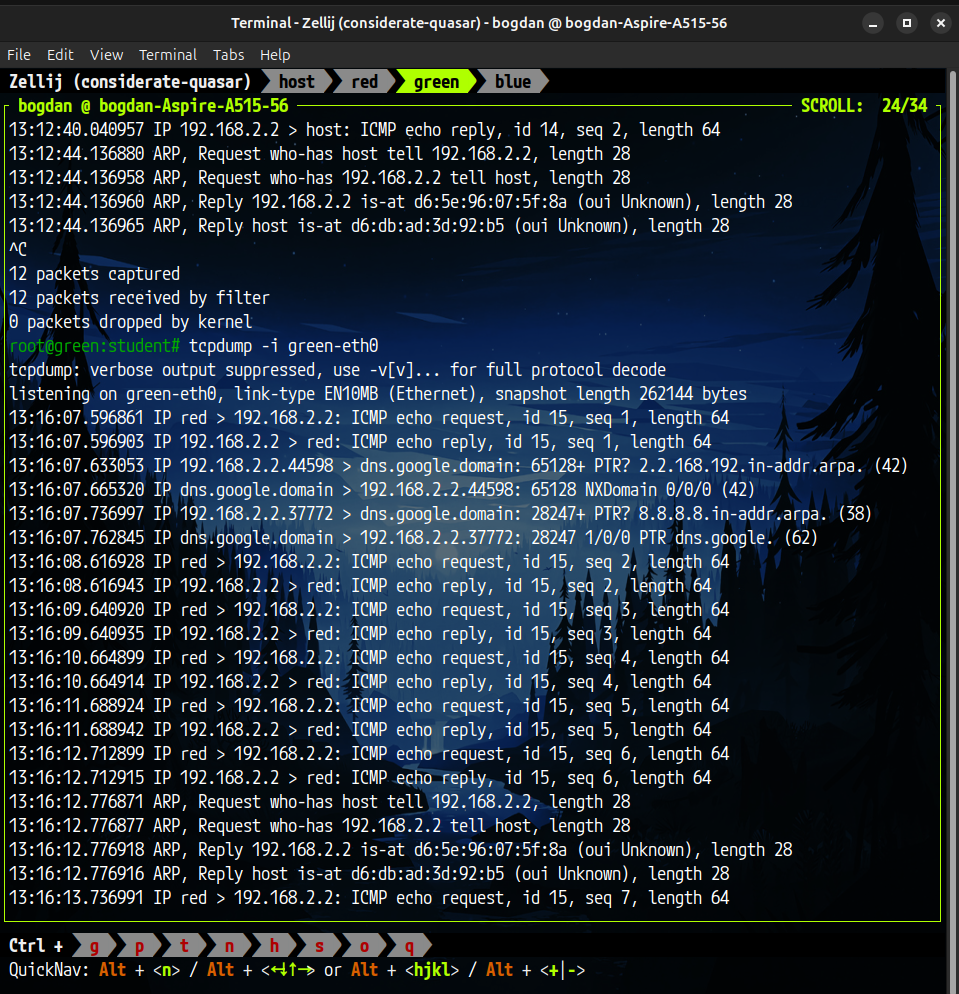 Terminal - Zellij (considerate-quasar) - bogdan @ bogdan-Aspire-A515-56
File Edit View Terminal Tabs Help
Zellij (considerate-quasar) host red green blue
bogdan @ bogdan-Aspire-A515-56 SCROLL: 24/34
13:12:40.040957 IP 192.168.2.2 > host: ICMP echo reply, id 14, seq 2, length 64
13:12:44.136880 ARP, Request who-has host tell 192.168.2.2, length 28
13:12:44.136958 ARP, Request who-has 192.168.2.2 tell host, length 28
13:12:44.136960 ARP, Reply 192.168.2.2 is-at d6:5e:96:07:5f:8a (oui Unknown), length 28
13:12:44.136965 ARP, Reply host is-at d6:db:ad:3d:92:b5 (oui Unknown), length 28
^C
12 packets captured
12 packets received by filter
0 packets dropped by kernel
root@green:student# tcpdump -i green-eth0
tcpdump: verbose output suppressed, use -v[v]... for full protocol decode
listening on green-eth0, link-type EN10MB (Ethernet), snapshot length 262144 bytes
13:16:07.596861 IP red > 192.168.2.2: ICMP echo request, id 15, seq 1, length 64
13:16:07.596903 IP 192.168.2.2 > red: ICMP echo reply, id 15, seq 1, length 64
13:16:07.633053 IP 192.168.2.2.44598 > dns.google.domain: 65128+ PTR? 2.2.168.192.in-addr.arpa. (42)
13:16:07.665320 IP dns.google.domain > 192.168.2.2.44598: 65128 NXDomain 0/0/0 (42)
13:16:07.736997 IP 192.168.2.2.37772 > dns.google.domain: 28247+ PTR? 8.8.8.8.in-addr.arpa. (38)
13:16:07.762845 IP dns.google.domain > 192.168.2.2.37772: 28247 1/0/0 PTR dns.google. (62)
13:16:08.616928 IP red > 192.168.2.2: ICMP echo request, id 15, seq 2, length 64
13:16:08.616943 IP 192.168.2.2 > red: ICMP echo reply, id 15, seq 2, length 64
13:16:09.640920 IP red > 192.168.2.2: ICMP echo request, id 15, seq 3, length 64
13:16:09.640935 IP 192.168.2.2 > red: ICMP echo reply, id 15, seq 3, length 64
13:16:10.664899 IP red > 192.168.2.2: ICMP echo request, id 15, seq 4, length 64
13:16:10.664914 IP 192.168.2.2 > red: ICMP echo reply, id 15, seq 4, length 64
13:16:11.688924 IP red > 192.168.2.2: ICMP echo request, id 15, seq 5, length 64
13:16:11.688942 IP 192.168.2.2 > red: ICMP echo reply, id 15, seq 5, length 64
13:16:12.712899 IP red > 192.168.2.2: ICMP echo request, id 15, seq 6, length 64
13:16:12.712915 IP 192.168.2.2 > red: ICMP echo reply, id 15, seq 6, length 64
13:16:12.776871 ARP, Request who-has host tell 192.168.2.2, length 28
13:16:12.776877 ARP, Request who-has 192.168.2.2 tell host, length 28
13:16:12.776918 ARP, Reply 192.168.2.2 is-at d6:5e:96:07:5f:8a (oui Unknown), length 28
13:16:12.776916 ARP, Reply host is-at d6:db:ad:3d:92:b5 (oui Unknown), length 28
13:16:13.736991 IP red > 192.168.2.2: ICMP echo request, id 15, seq 7, length 64
Ctrl + g p t n h s o q
QuickNav: Alt + <n> / Alt + <←↓↑→> or Alt + <hjkl> / Alt + <+|->